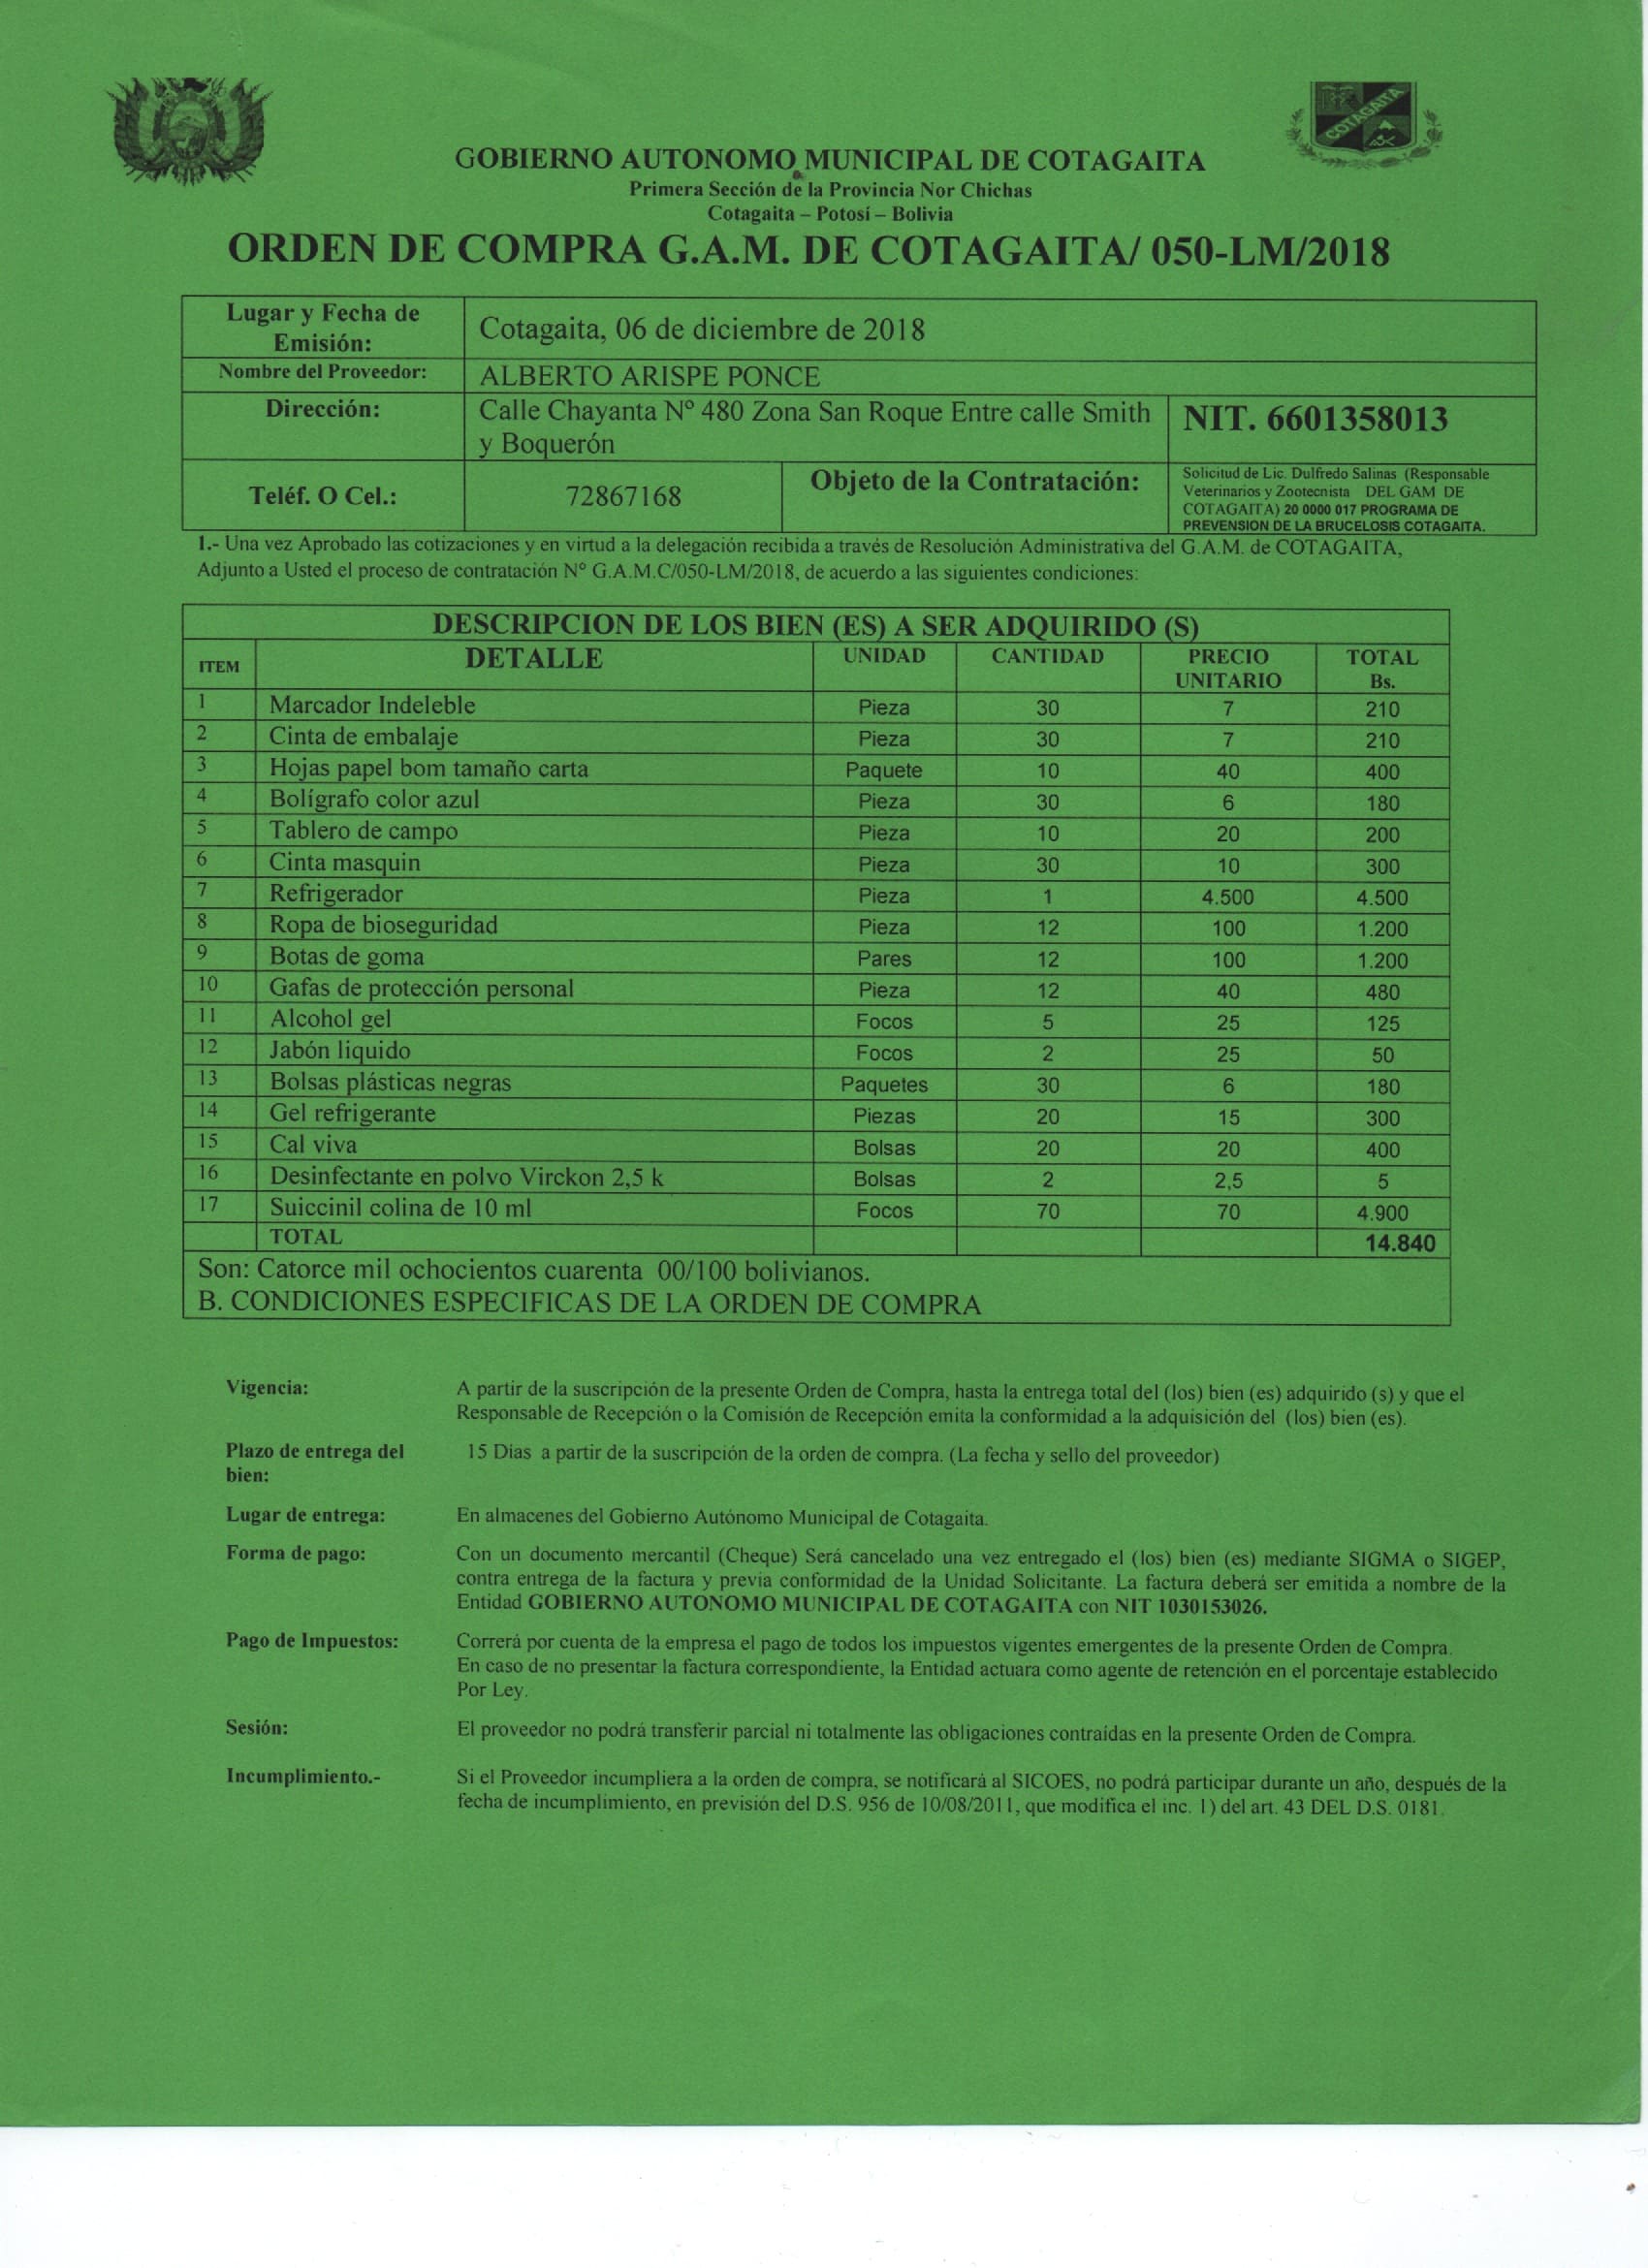 COTAGAITA
GOBIERNO AUTONOMO MUNICIPAL DE COTAGAITA
Primera Sección de la Provincia Nor Chichas
Cotagaita – Potosí – Bolivia
ORDEN DE COMPRA G.A.M. DE COTAGAITA/ 050-LM/2018
Lugar y Fecha de
Emisión:
Cotagaita, 06 de diciembre de 2018
Nombre del Proveedor:
ALBERTO ARISPE PONCE
Dirección:
Calle Chayanta Nº 480 Zona San Roque Entre calle Smith
y Boquerón
NIT. 6601358013
Teléf. O Cel.:
72867168
Objeto de la Contratación:
Solicitud de Lic. Dulfredo Salinas (Responsable
Veterinarios y Zootecnista DEL GAM DE
COTAGAITA) 20 0000 017 PROGRAMA DE
PREVENSION DE LA BRUCELOSIS COTAGAITA.
1.- Una vez Aprobado las cotizaciones y en virtud a la delegación recibida a través de Resolución Administrativa del G.A.M. de COTAGAITA,
Adjunto a Usted el proceso de contratación Nº G.A.M.C/050-LM/2018, de acuerdo a las siguientes condiciones:
DESCRIPCION DE LOS BIEN (ES) A SER ADQUIRIDO (S)
ITEM DETALLE UNIDAD CANTIDAD PRECIO TOTAL
UNITARIO Bs.
1 Marcador Indeleble Pieza 30 7 210
2 Cinta de embalaje Pieza 30 7 210
3 Hojas papel bom tamaño carta Paquete 10 40 400
4 Bolígrafo color azul Pieza 30 6 180
5 Tablero de campo Pieza 10 20 200
6 Cinta masquin Pieza 30 10 300
7 Refrigerador Pieza 1 4.500 4.500
8 Ropa de bioseguridad Pieza 12 100 1.200
9 Botas de goma Pares 12 100 1.200
10 Gafas de protección personal Pieza 12 40 480
11 Alcohol gel Focos 5 25 125
12 Jabón liquido Focos 2 25 50
13 Bolsas plásticas negras Paquetes 30 6 180
14 Gel refrigerante Piezas 20 15 300
15 Cal viva Bolsas 20 20 400
16 Desinfectante en polvo Virckon 2,5 k Bolsas 2 2,5 5
17 Suiccinil colina de 10 ml Focos 70 70 4.900
TOTAL 14.840
Son: Catorce mil ochocientos cuarenta 00/100 bolivianos.
B. CONDICIONES ESPECIFICAS DE LA ORDEN DE COMPRA
Vigencia: A partir de la suscripción de la presente Orden de Compra, hasta la entrega total del (los) bien (es) adquirido (s) y que el
Responsable de Recepción o la Comisión de Recepción emita la conformidad a la adquisición del (los) bien (es).
Plazo de entrega del 15 Días a partir de la suscripción de la orden de compra. (La fecha y sello del proveedor)
bien:
Lugar de entrega: En almacenes del Gobierno Autónomo Municipal de Cotagaita.
Forma de pago: Con un documento mercantil (Cheque) Será cancelado una vez entregado el (los) bien (es) mediante SIGMA o SIGEP,
contra entrega de la factura y previa conformidad de la Unidad Solicitante. La factura deberá ser emitida a nombre de la
Entidad GOBIERNO AUTONOMO MUNICIPAL DE COTAGAITA con NIT 1030153026.
Pago de Impuestos: Correrá por cuenta de la empresa el pago de todos los impuestos vigentes emergentes de la presente Orden de Compra.
En caso de no presentar la factura correspondiente, la Entidad actuara como agente de retención en el porcentaje establecido
Por Ley.
Sesión: El proveedor no podrá transferir parcial ni totalmente las obligaciones contraídas en la presente Orden de Compra.
Incumplimiento.- Si el Proveedor incumpliera a la orden de compra, se notificará al SICOES, no podrá participar durante un año, después de la
fecha de incumplimiento, en previsión del D.S. 956 de 10/08/2011, que modifica el inc. 1) del art. 43 DEL D.S. 0181.